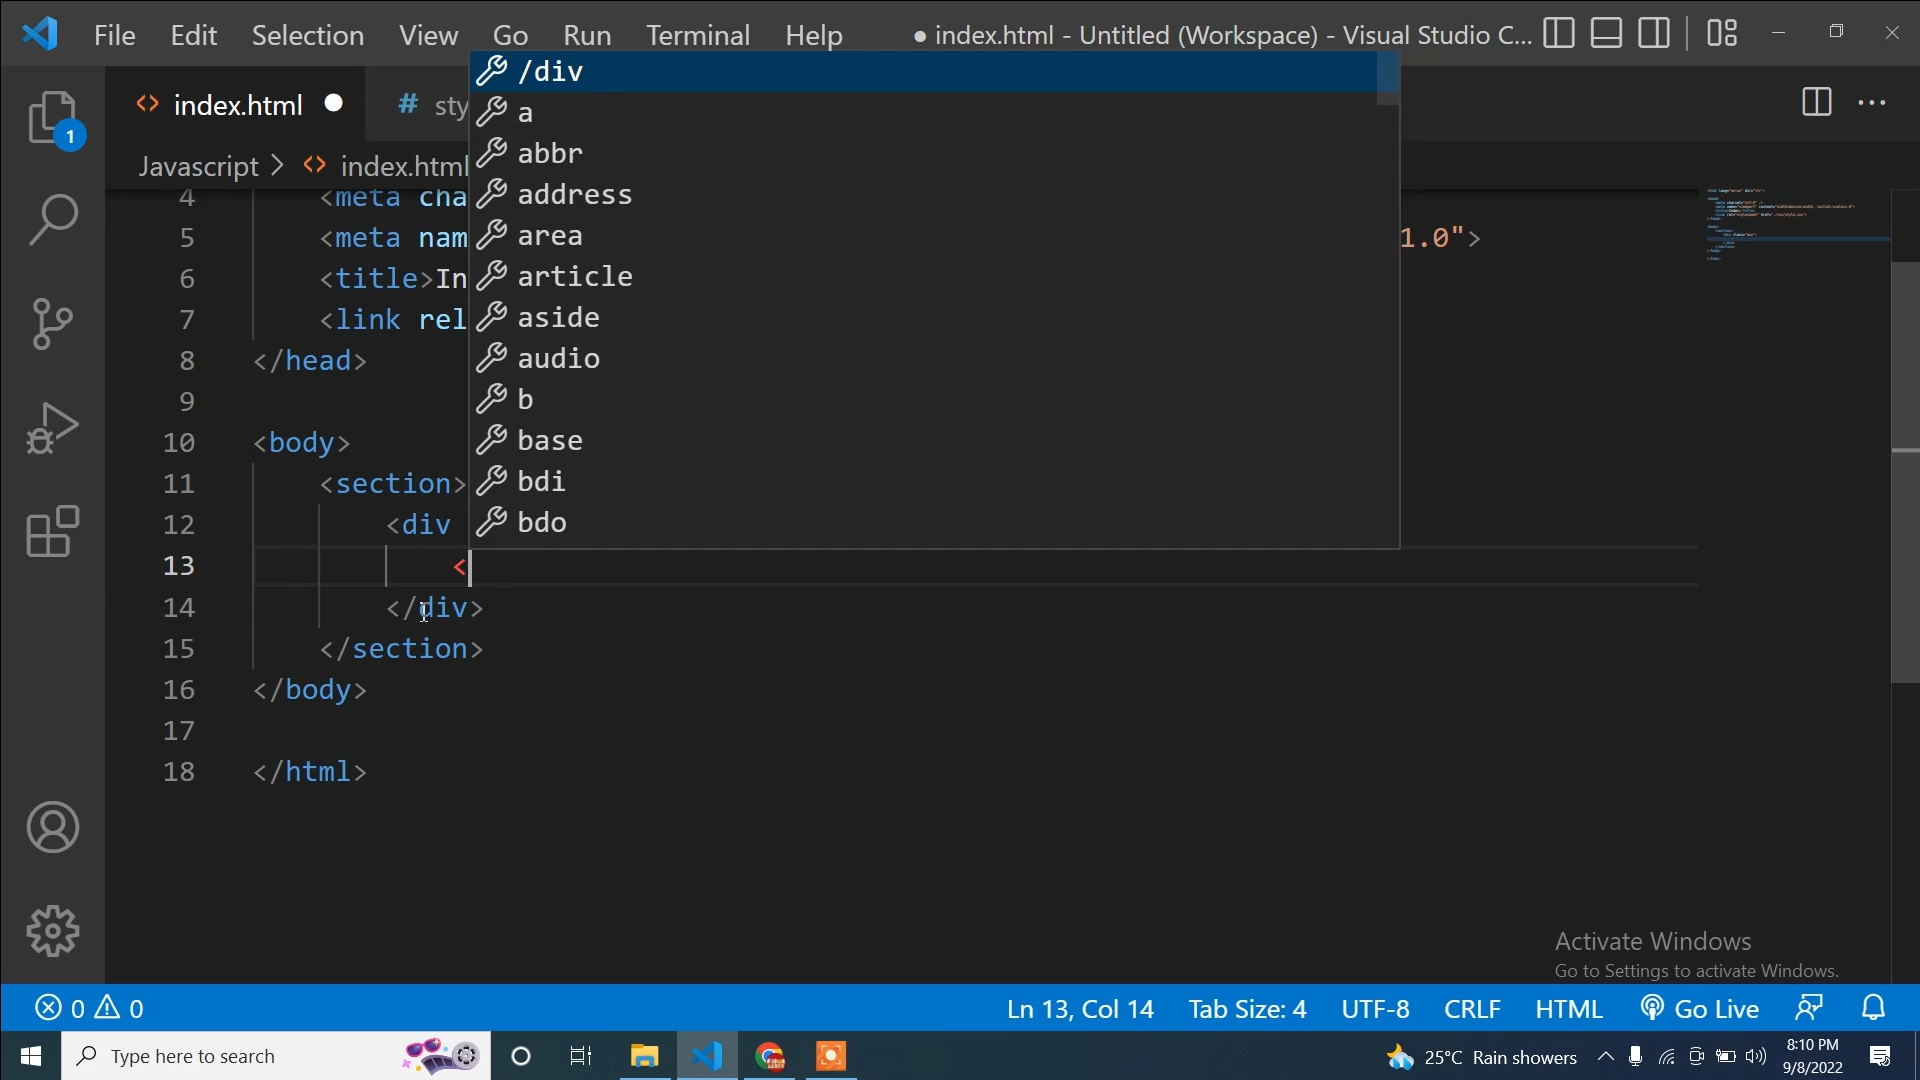 File Edit Selection View Go Run Terminal Help ● index.html - Untitled (Workspace) - Visual Studio C...
1
index.html # sty
Javascript > index.html
/div
a
abbr
address
area
article
aside
audio
b
base
bdi
bdo
4 <meta cha
5 <meta nam 1.0">
6 <title>In
7 <link rel
8 </head>
9
10 <body>
11 <section>
12 <div
13 <
14 </div>
15 </section>
16 </body>
17
18 </html>
Activate Windows
Go to Settings to activate Windows.
0 0 Ln 13, Col 14 Tab Size: 4 UTF-8 CRLF HTML Go Live
Type here to search 25°C Rain showers 8:10 PM
9/8/2022